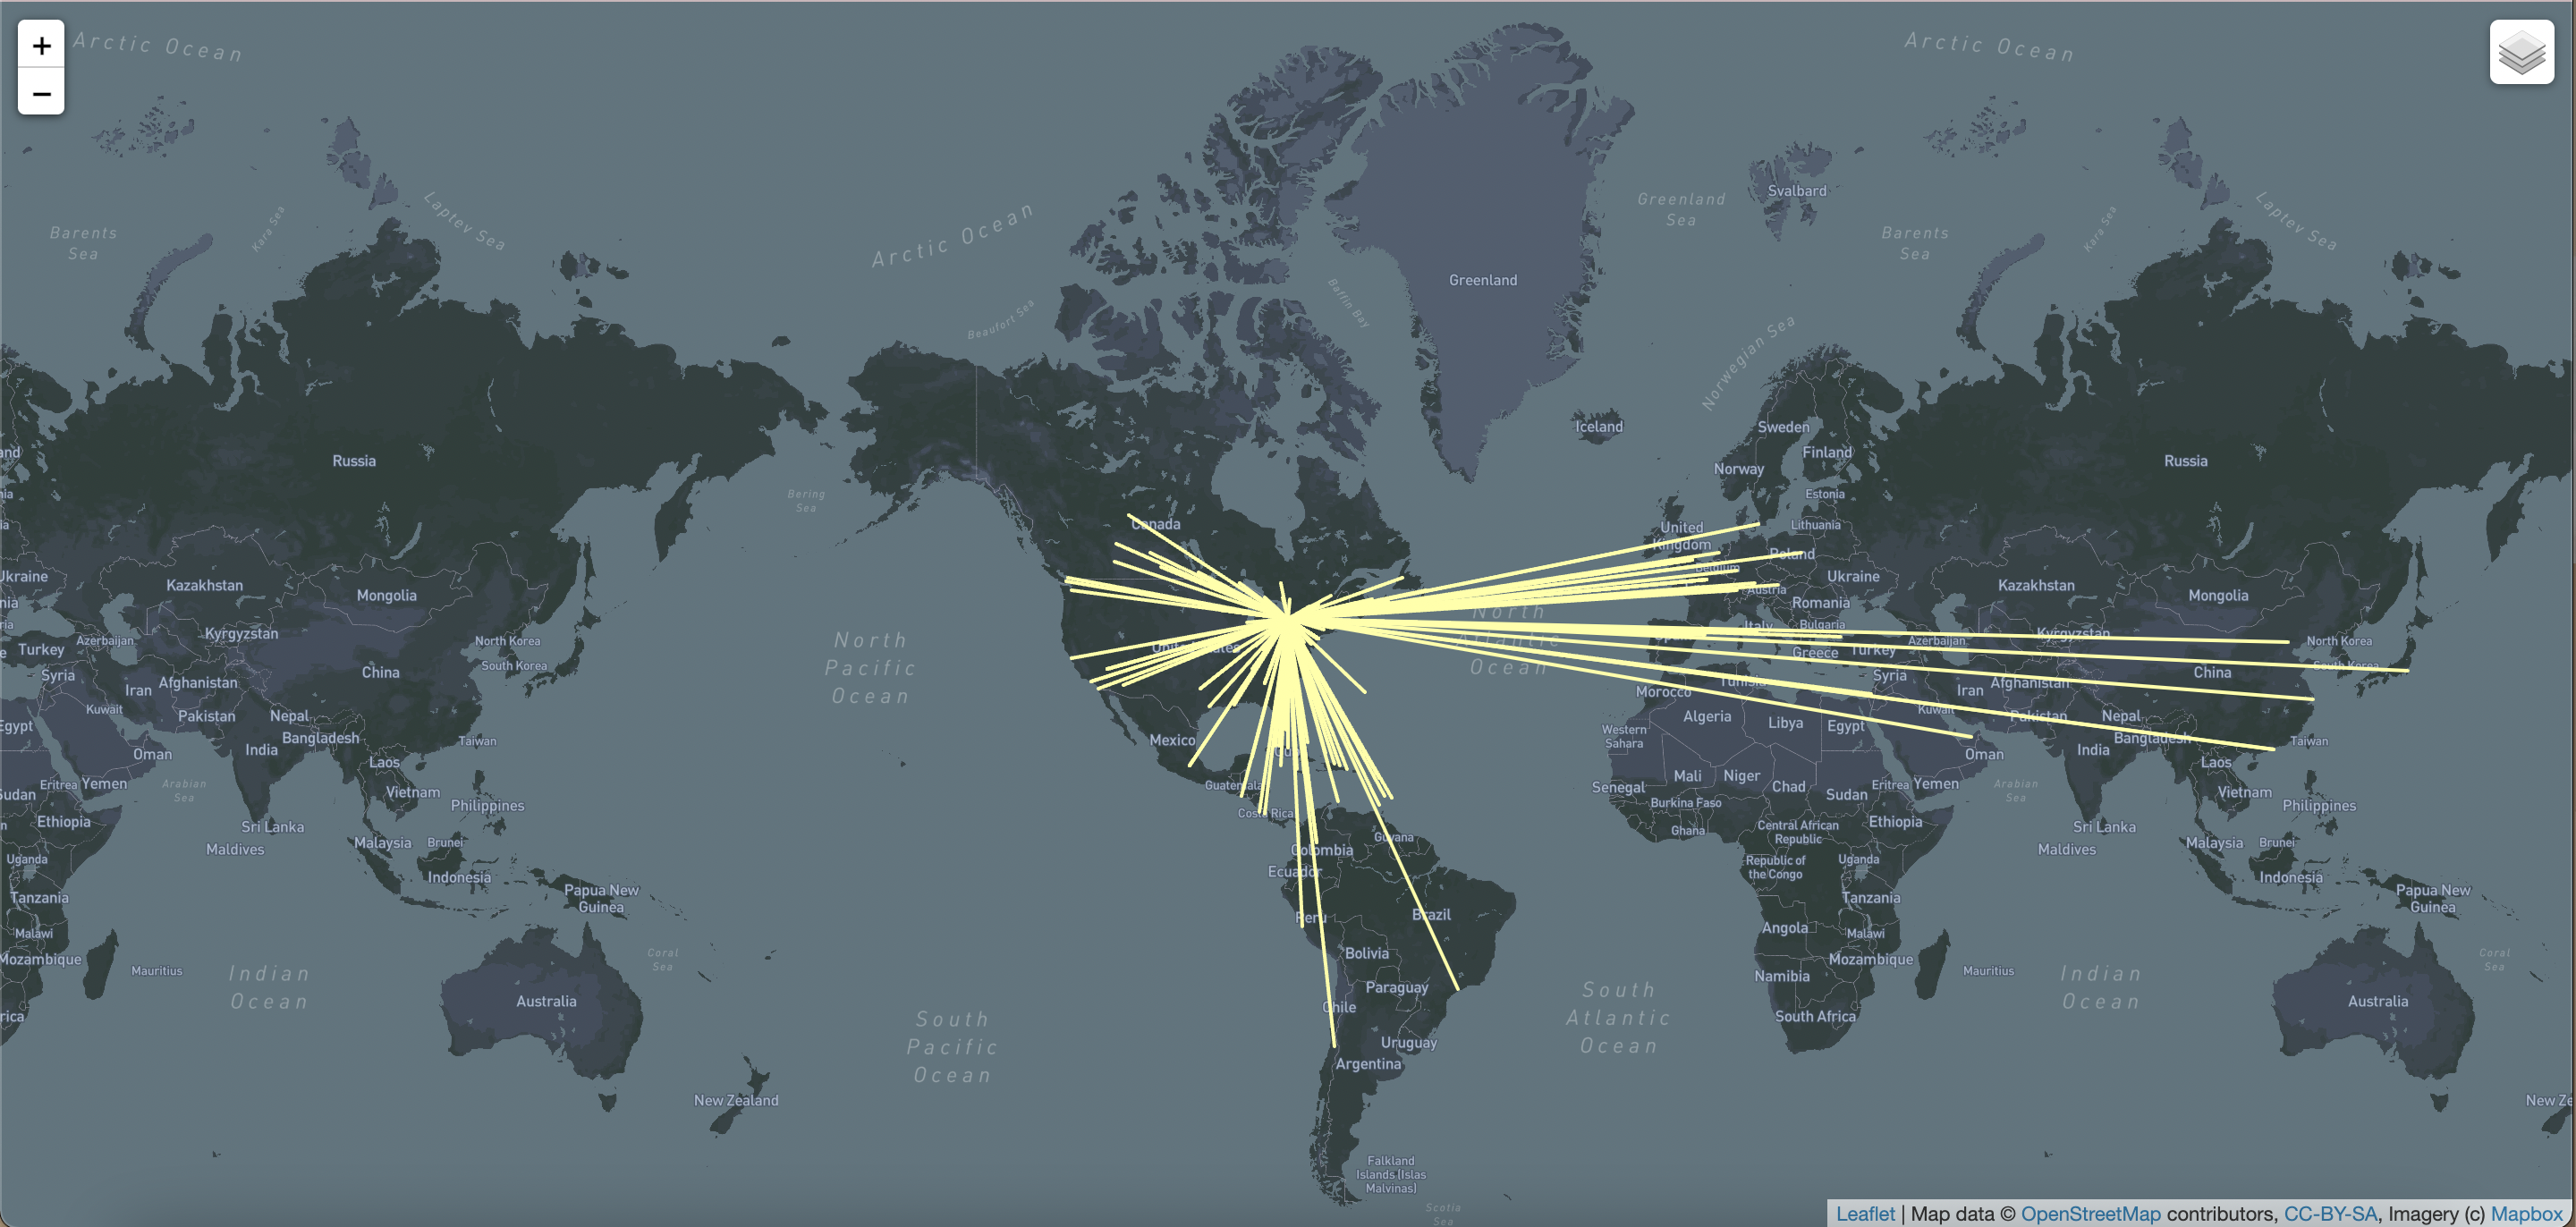 +
−
Arctic Ocean
Arctic Ocean
Arctic Ocean
Barents
Sea
Kara Sea
Laptev Sea
Beaufort Sea
Baffin Bay
Greenland
Greenland
Sea
Svalbard
Barents
Sea
Kara Sea
Laptev Sea
Norwegian Sea
Iceland
Sweden
Finland
Norway
Estonia
Lithuania
Russia
Russia
Bering
Sea
Canada
United
Kingdom
Poland
Belgium
Ukraine
Austria
Romania
Italy
Bulgaria
Greece
Turkey
Azerbaijan
Kyrgyzstan
Kazakhstan
Mongolia
North Korea
South Korea
China
Ukraine
Kazakhstan
Mongolia
Azerbaijan
Kyrgyzstan
North Korea
South Korea
Turkey
Syria
Iran
Afghanistan
China
Kuwait
Pakistan
Nepal
Bangladesh
India
Egypt
Oman
Taiwan
Laos
Eritrea
Yemen
Arabian
Sea
Vietnam
Philippines
Sudan
Ethiopia
Sri Lanka
Maldives
Malaysia
Brunei
Indonesia
Uganda
Tanzania
Papua New
Guinea
Malawi
Mozambique
Mauritius
Indian
Ocean
Coral
Sea
Australia
New Zealand
North
Pacific
Ocean
United States
Mexico
Guatemala
Costa Rica
Cuba
North
Atlantic
Ocean
Guyana
Colombia
Ecuador
Peru
Brazil
Bolivia
Paraguay
Chile
Uruguay
Argentina
Falkland
Islands (Islas
Malvinas)
Scotia
Sea
South
Pacific
Ocean
South
Atlantic
Ocean
Morocco
Tunisia
Algeria
Libya
Egypt
Western
Sahara
Mali
Niger
Chad
Sudan
Senegal
Burkina Faso
Ghana
Central African
Republic
Eritrea
Yemen
Ethiopia
Republic of
the Congo
Uganda
Tanzania
Angola
Malawi
Mozambique
Namibia
South Africa
Mauritius
Syria
Iran
Afghanistan
Kuwait
Pakistan
Nepal
Bangladesh
India
Oman
Arabian
Sea
Taiwan
Laos
Vietnam
Philippines
Sri Lanka
Maldives
Malaysia
Brunei
Indonesia
Papua New
Guinea
Indian
Ocean
Coral
Sea
Australia
New Ze
Leaflet | Map data © OpenStreetMap contributors, CC-BY-SA, Imagery (c) Mapbox